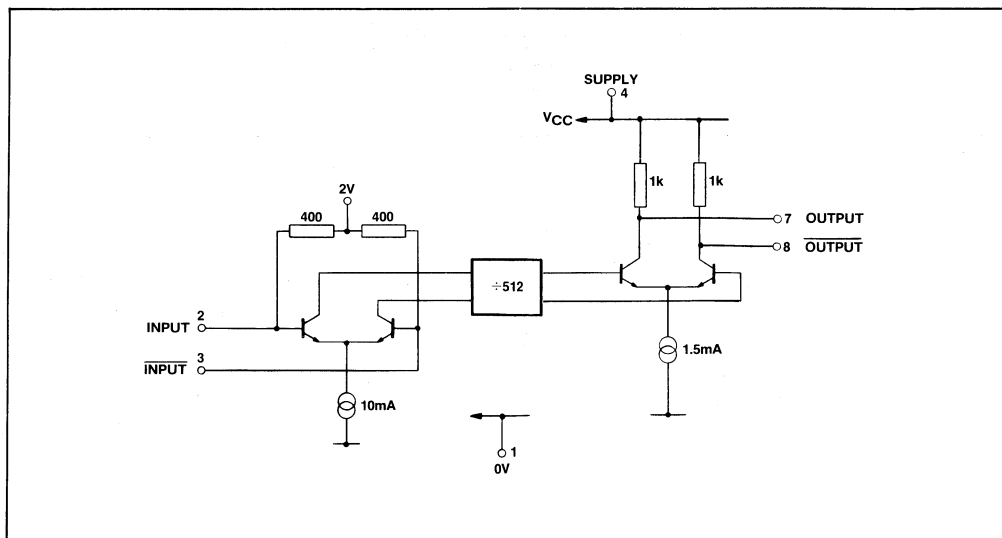 SUPPLY
4
VCC
1k 1k
2V
400 400
7 OUTPUT
8 OUTPUT
÷512
2
INPUT
3
INPUT
1.5mA
10mA
1
0V